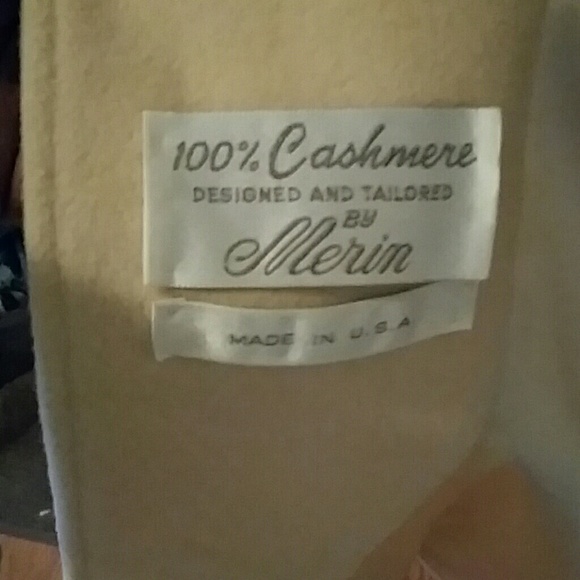 100% Cashmere
DESIGNED AND TAILORED
BY
Merin
MADE IN U.S.A